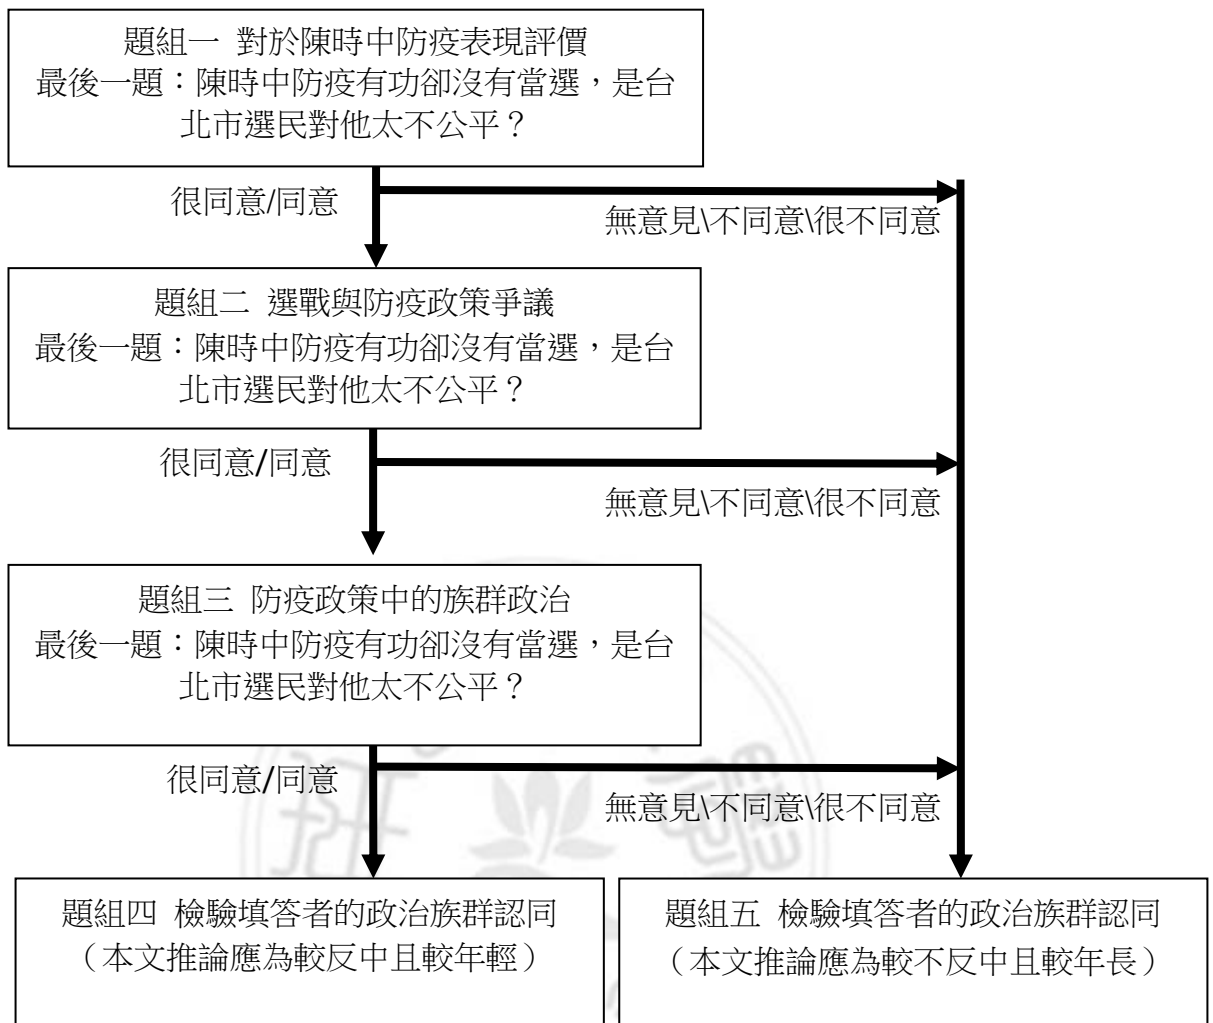 題組一 對於陳時中防疫表現評價
最後一題：陳時中防疫有功卻沒有當選，是台
北市選民對他太不公平？
很同意/同意
無意見\不同意\很不同意
題組二 選戰與防疫政策爭議
最後一題：陳時中防疫有功卻沒有當選，是台
北市選民對他太不公平？
很同意/同意
無意見\不同意\很不同意
題組三 防疫政策中的族群政治
最後一題：陳時中防疫有功卻沒有當選，是台
北市選民對他太不公平？
很同意/同意
無意見\不同意\很不同意
題組四 檢驗填答者的政治族群認同
（本文推論應為較反中且較年輕）
題組五 檢驗填答者的政治族群認同
（本文推論應為較不反中且較年長）